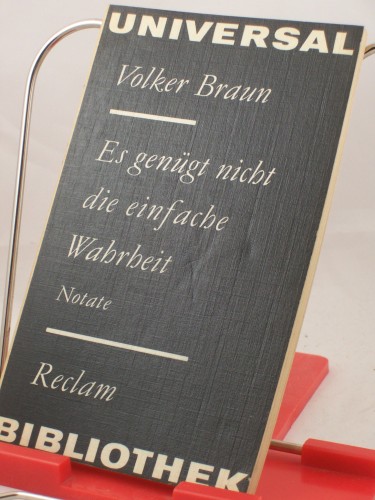 UNIVERSAL
Volker Braun
Es genügt nicht
die einfache
Wahrheit
Notate
Reclam
BIBLIOTHEK